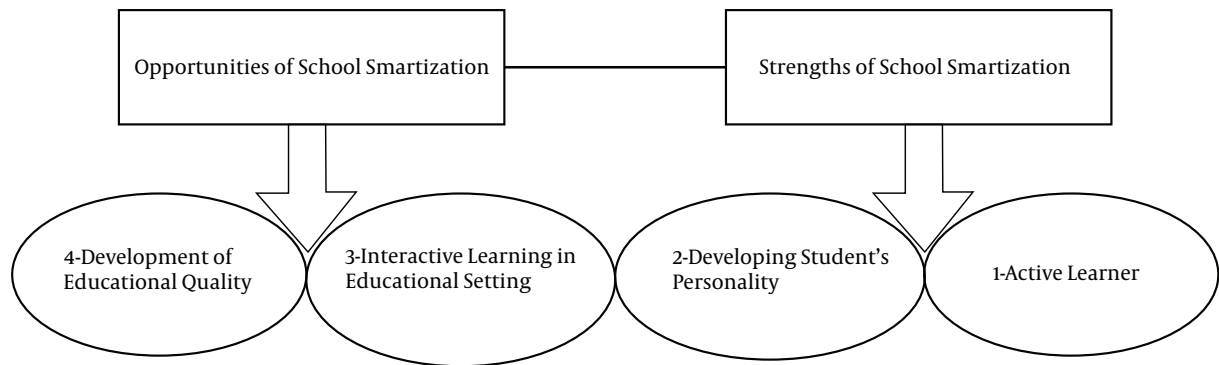 Opportunities of School Smartization
Strengths of School Smartization
4-Development of
Educational Quality
3-Interactive Learning in
Educational Setting
2-Developing Student’s
Personality
1-Active Learner